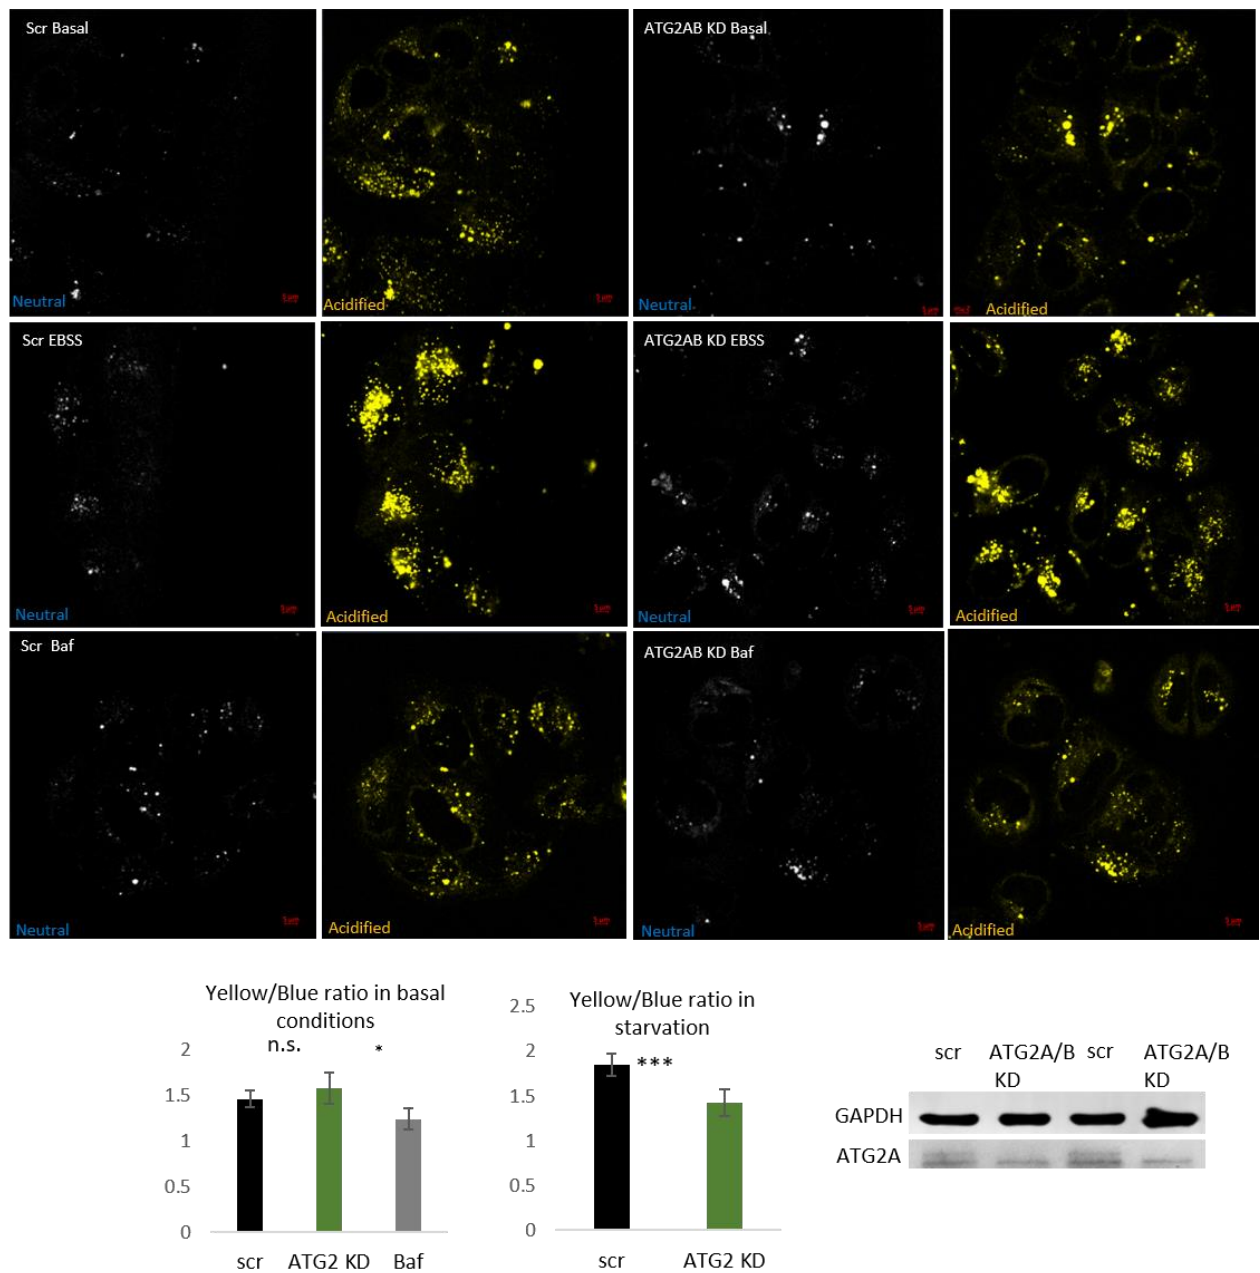 Scr Basal
ATG2AB KD Basal
Neutral
Acidified
Neutral
Acidified
Scr EBSS
ATG2AB KD EBSS
Neutral
Acidified
Neutral
Acidified
Scr Baf
ATG2AB KD Baf
Neutral
Acidified
Neutral
Acidified
Yellow/Blue ratio in basal
conditions
n.s.
*
2
1.5
1
0.5
0
scr
ATG2 KD
Baf
Yellow/Blue ratio in
starvation
***
2.5
2
1.5
1
0.5
0
scr
ATG2 KD
scr
ATG2A/B
KD
scr
ATG2A/B
KD
GAPDH
ATG2A